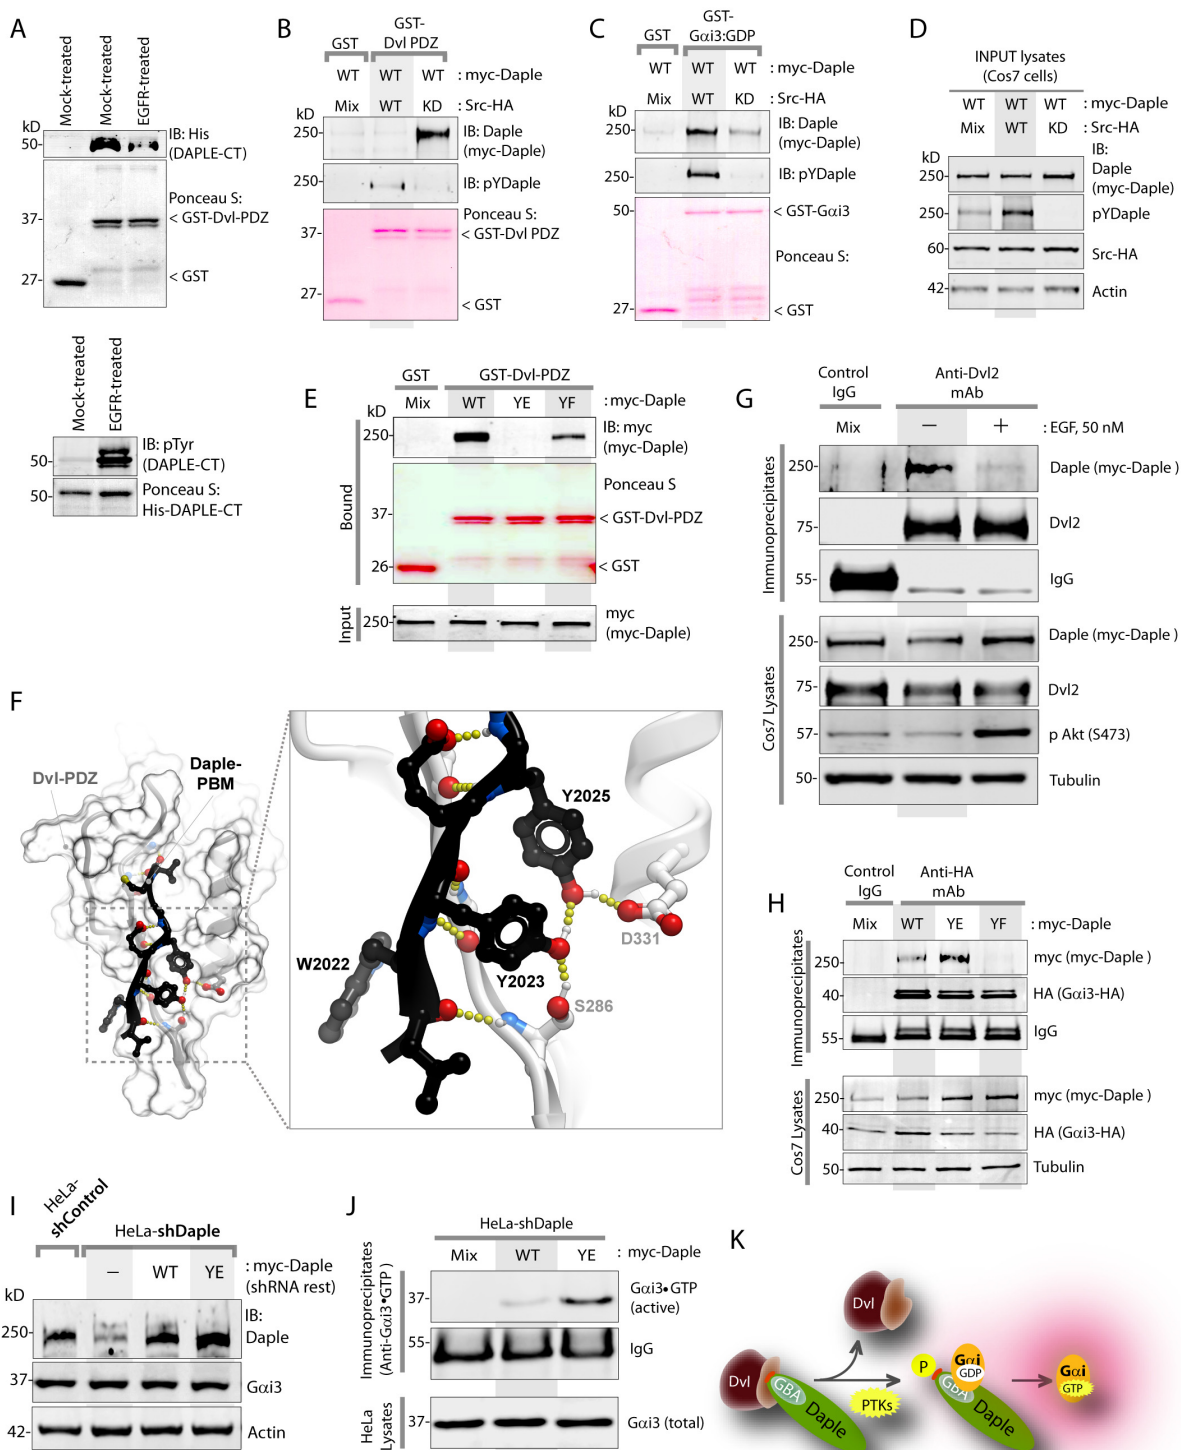 A
Mock-treated
Mock-treated
EGFR-treated
kD
50-
IB: His
(DAPLE-CT)
Ponceau S:
37-
< GST-Dvl-PDZ
27-
< GST
Mock-treated
EGFR-treated
IB: pTyr
50-
(DAPLE-CT)
50-
Ponceau S:
His-DAPLE-CT
B
GST
GST-
Dvl PDZ
WT WT WT : myc-Daple
Mix WT KD : Src-HA
kD
250-
IB: Daple
(myc-Daple)
250-
IB: pYDaple
Ponceau S:
37-
< GST-Dvl PDZ
27-
< GST
C
GST
GST-
Gαi3:GDP
WT WT WT : myc-Daple
Mix WT KD : Src-HA
kD
250-
IB: Daple
(myc-Daple)
250-
IB: pYDaple
50-
< GST-Gαi3
Ponceau S:
27-
< GST
D
INPUT lysates
(Cos7 cells)
WT WT WT : myc-Daple
Mix WT KD : Src-HA
kD
IB:
Daple
250-
(myc-Daple)
250-
pYDaple
60-
Src-HA
42-
Actin
E
GST
GST-Dvl-PDZ
Mix WT YE YF : myc-Daple
kD
250-
IB: myc
(myc-Daple)
Bound
Ponceau S
37-
< GST-Dvl-PDZ
26-
< GST
Input
250-
myc
(myc-Daple)
F
Dvl-PDZ
Daple-
PBM
Y2025
D331
W2022
Y2023
S286
G
Control
IgG
Anti-Dvl2
mAb
Mix − + : EGF, 50 nM
Immunoprecipitates
250-
Daple (myc-Daple )
75-
Dvl2
55-
IgG
Cos7 Lysates
250-
Daple (myc-Daple )
75-
Dvl2
57-
p Akt (S473)
50-
Tubulin
H
Control
IgG
Anti-HA
mAb
Mix WT YE YF : myc-Daple
Immunoprecipitates
250-
myc (myc-Daple )
40-
HA (Gαi3-HA)
55-
IgG
Cos7 Lysates
250-
myc (myc-Daple )
40-
HA (Gαi3-HA)
50-
Tubulin
I
HeLa-
shControl
HeLa-shDaple
− WT YE : myc-Daple
(shRNA rest)
kD
IB:
250-
Daple
37-
Gαi3
42-
Actin
J
HeLa-shDaple
Mix WT YE : myc-Daple
Immunoprecipitates
(Anti-Gαi3•GTP )
37-
Gαi3•GTP
(active)
55-
IgG
HeLa
Lysates
37-
Gαi3 (total)
K
Dvl
Dvl
GBA
Daple
PTKs
P
Gαi
GDP
GBA
Daple
Gαi
GTP